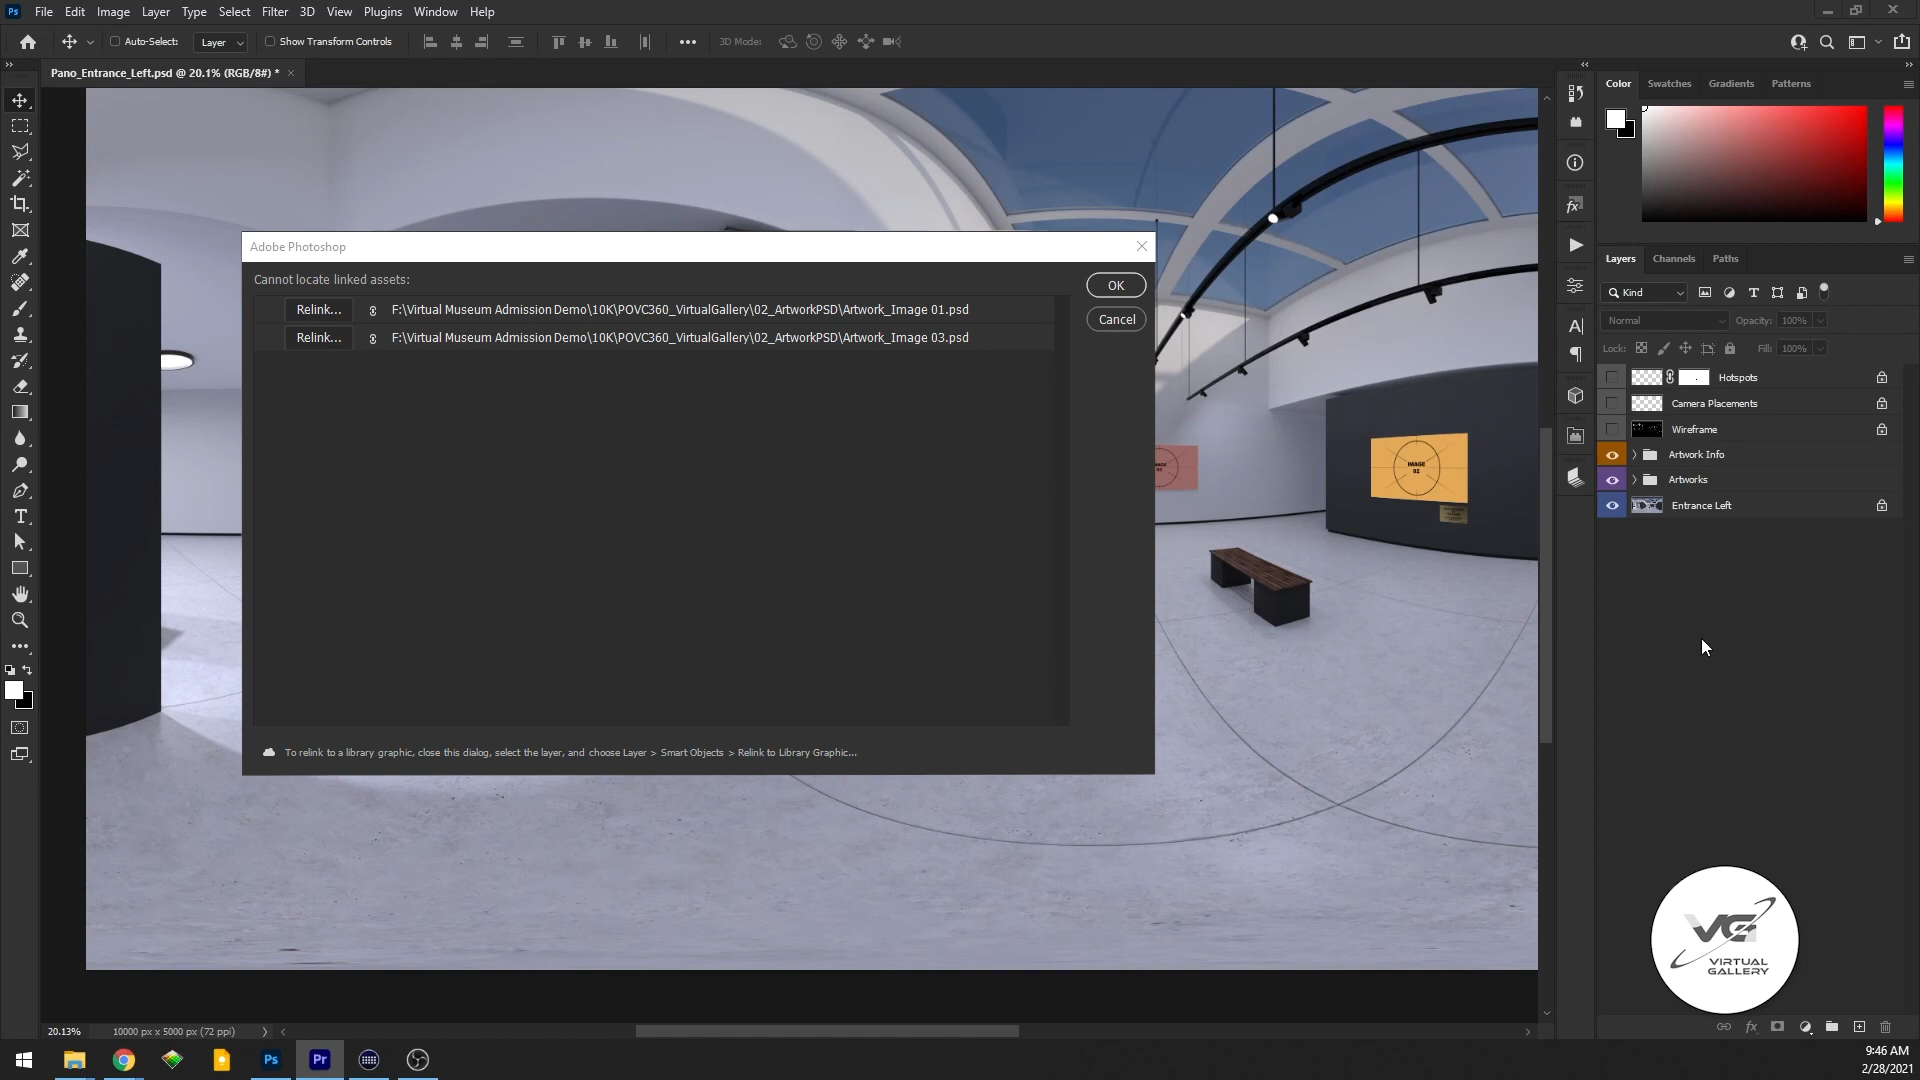 Ps File Edit Image Layer Type Select Filter 3D View Plugins Window Help
Auto-Select: Layer Show Transform Controls 3D Mode:
Pano_Entrance_Left.psd @ 20.1% (RGB/8#) *
Color Swatches Gradients Patterns
Adobe Photoshop
Cannot locate linked assets:
OK
Relink... F:\Virtual Museum Admission Demo\10K\POVC360_VirtualGallery\02_ArtworkPSD\Artwork_Image 01.psd
Cancel
Relink... F:\Virtual Museum Admission Demo\10K\POVC360_VirtualGallery\02_ArtworkPSD\Artwork_Image 03.psd
To relink to a library graphic, close this dialog, select the layer, and choose Layer > Smart Objects > Relink to Library Graphic...
IMAGE
02
Layers Channels Paths
Kind
Normal Opacity: 100%
Lock: Fill: 100%
Hotspots
Camera Placements
Wireframe
Artwork Info
Artworks
Entrance Left
VG
VIRTUAL
GALLERY
20.13% 10000 px x 5000 px (72 ppi)
Ps Pr
9:46 AM
2/28/2021